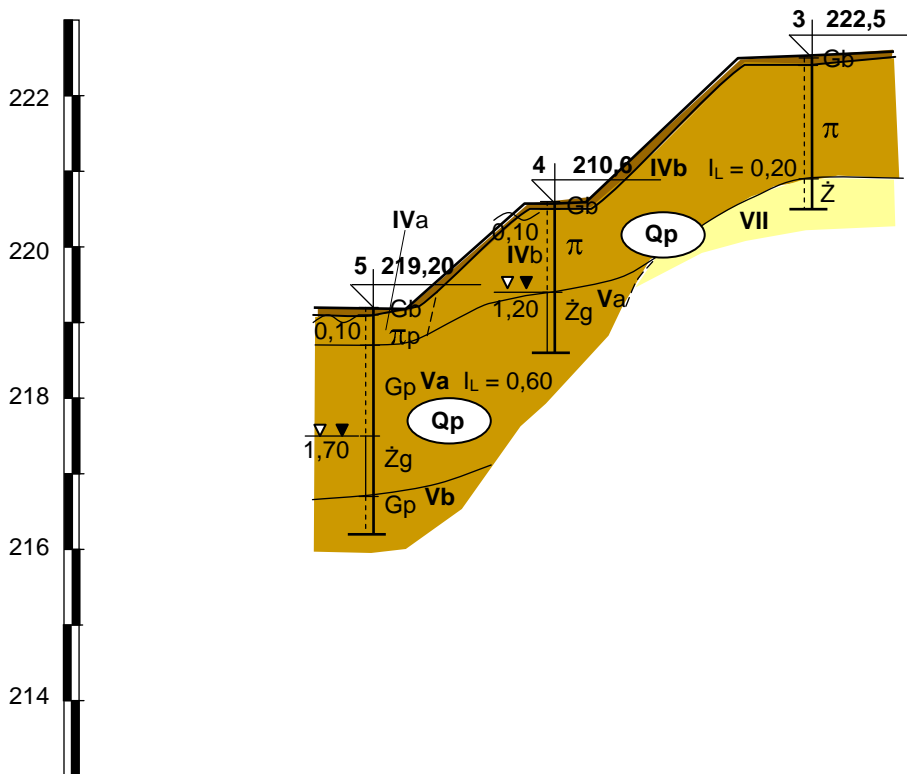 3 222,5
Gb
222
π
4 210,6 IVb I_L = 0,20
Ż
Gb
IVa 0,10 Qp VII
220
IVb π
5 219,20
1,20 Żg Va
Gb
0,10 πp
218
Gp Va I_L = 0,60
Qp
1,70
Żg
Gp Vb
216
214